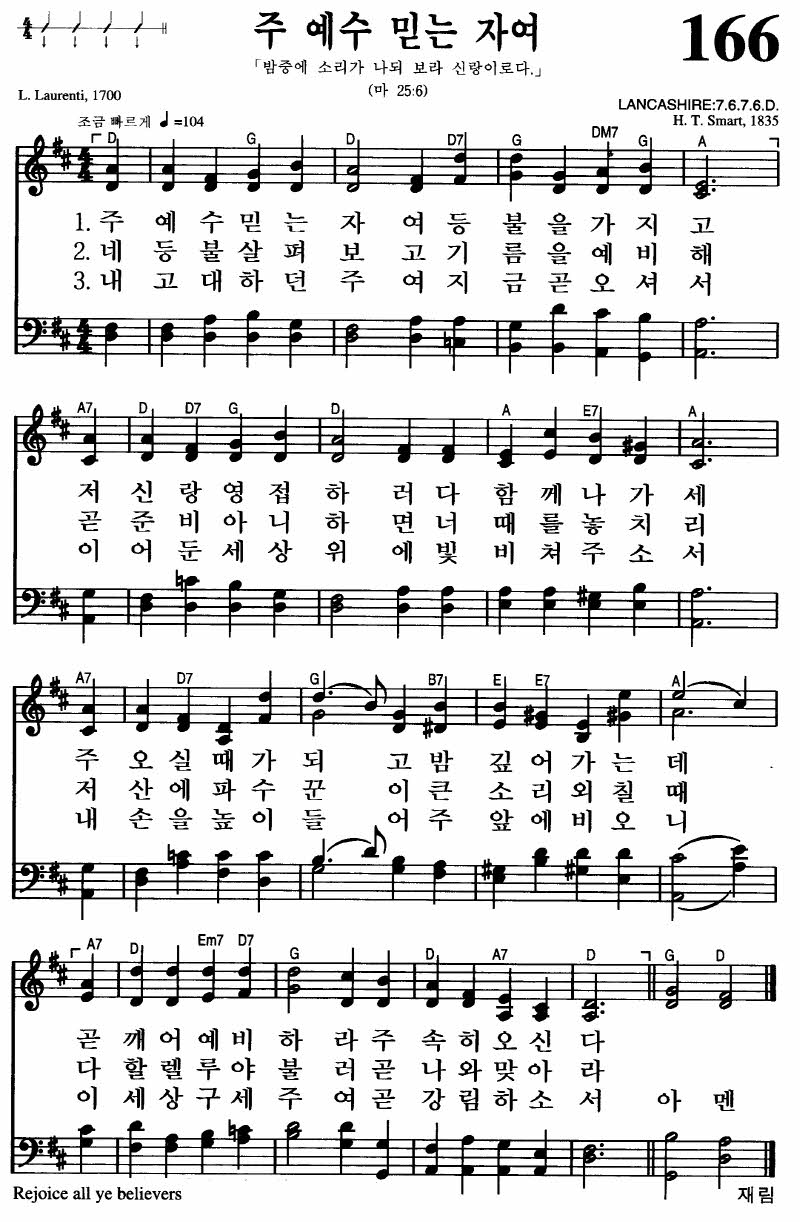 주 예수 믿는 자여
166
「밤중에 소리가 나되 보라 신랑이로다.」
(마 25:6)
L. Laurenti, 1700
LANCASHIRE:7.6.7.6.D.
조금 빠르게 ♩=104
H. T. Smart, 1835
D G D D7 G DM7 G A
1. 주 예 수 믿 는 자 여 등 불 을 가 지 고
2. 네 등 불 살 펴 보 고 기 름 을 예 비 해
3. 내 고 대 하 던 주 여 지 금 곧 오 셔 서
A7 D D7 G D A E7 A
저 신 랑 영 접 하 러 다 함 께 나 가 세
곧 준 비 아 니 하 면 너 때 를 놓 치 리
이 어 둔 세 상 위 에 빛 비 쳐 주 소 서
A7 D7 G B7 E E7 A
주 오 실 때 가 되 고 밤 깊 어 가 는 데
저 산 에 파 수 꾼 이 큰 소 리 외 칠 때
내 손 을 높 이 들 어 주 앞 에 비 오 니
A7 D Em7 D7 G D A7 D G D
곧 깨 어 예 비 하 라 주 속 히 오 신 다
다 할 렐 루 야 불 러 곧 나 와 맞 아 라
이 세 상 구 세 주 여 곧 강 림 하 소 서 아 멘
Rejoice all ye believers
재림